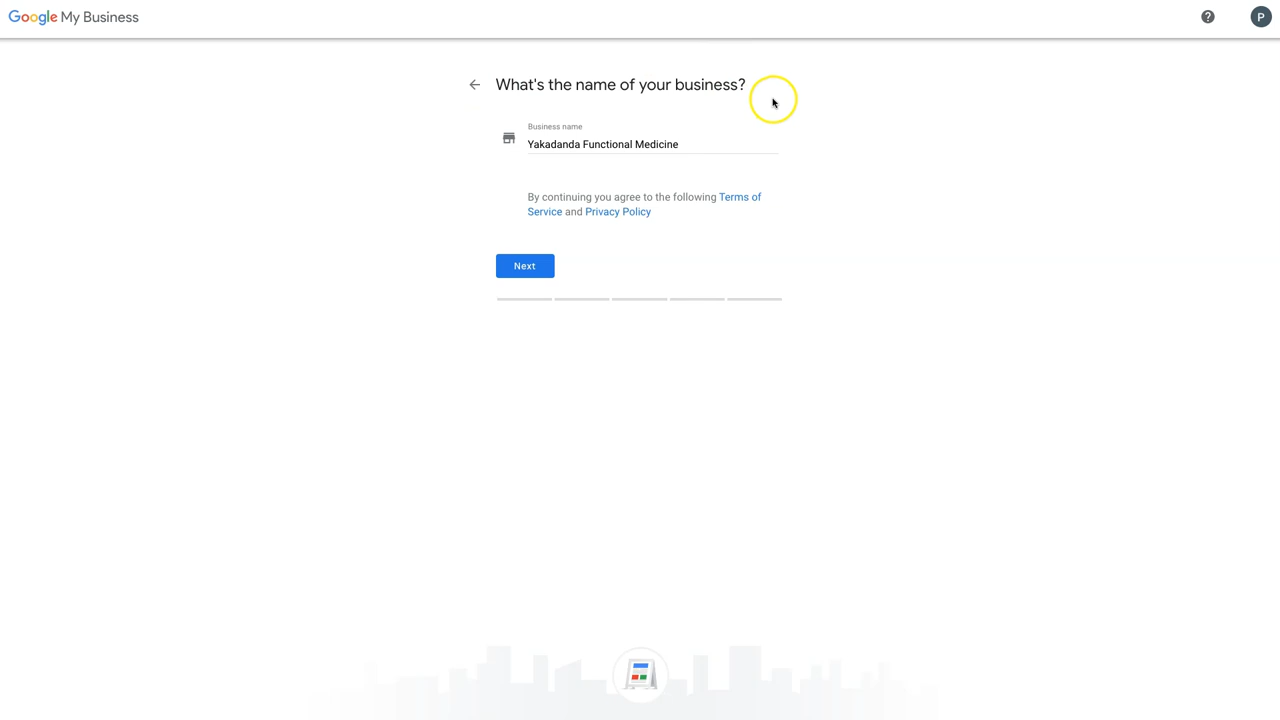 Google My Business
P
What's the name of your business?
Business name
Yakadanda Functional Medicine
By continuing you agree to the following Terms of
Service and Privacy Policy
Next